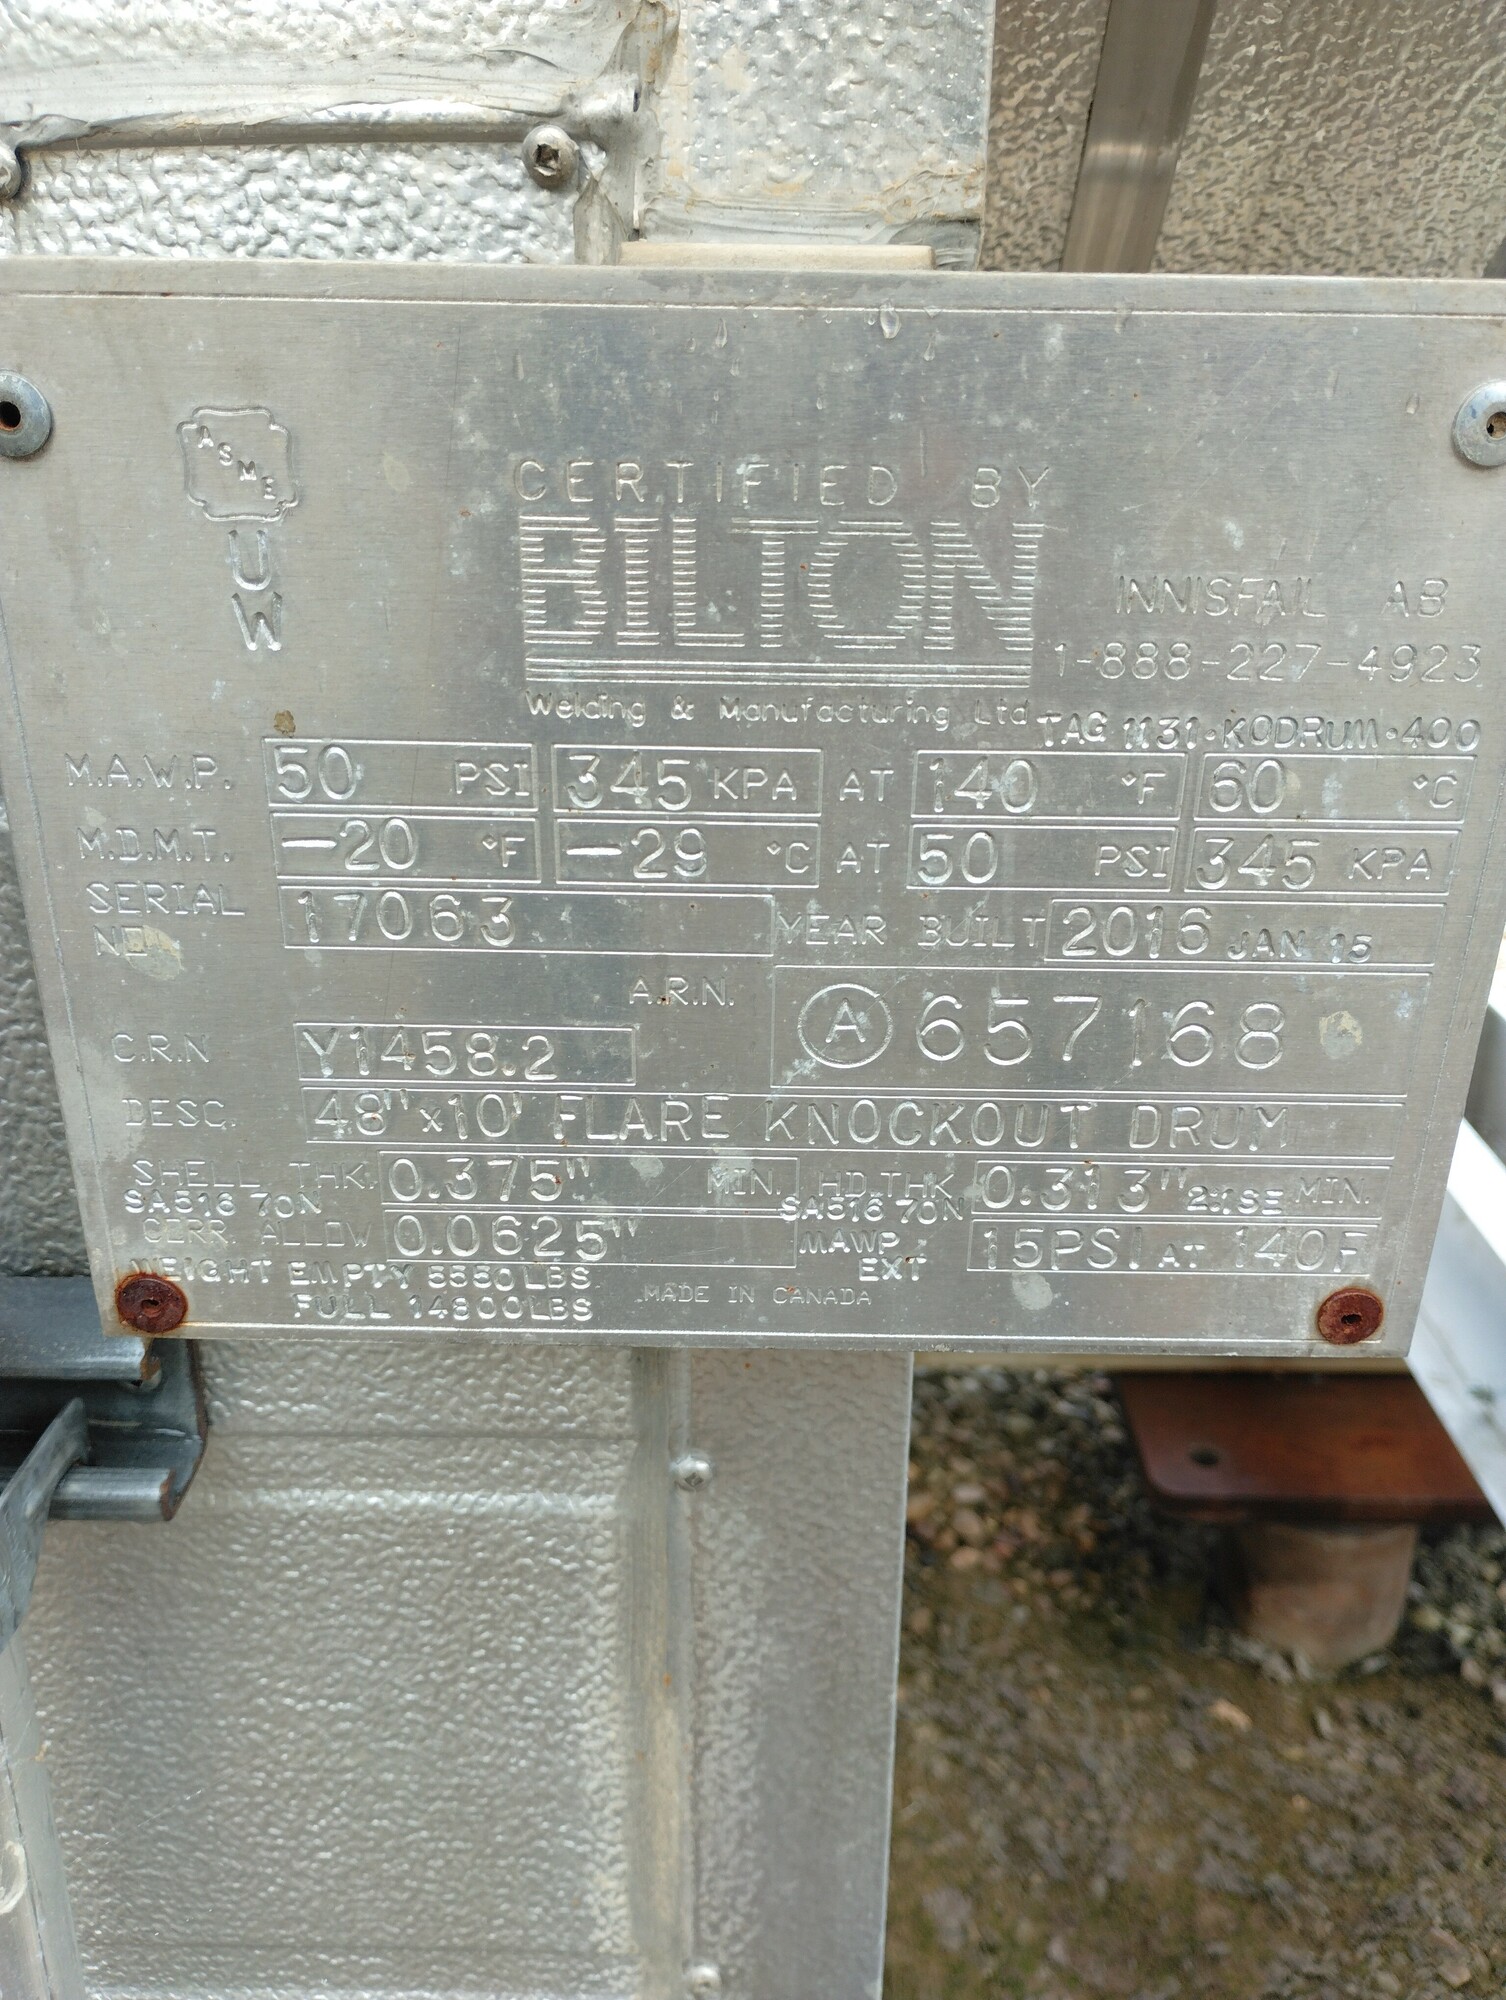 ASME
U
W
CERTIFIED BY
BILTON
INNISFAIL AB
1-888-227-4923
Welding & Manufacturing Ltd
TAG 1131-KODRUM-400
M.A.W.P. 50 PSI 345 KPA AT 140 °F 60 °C
M.D.M.T. -20 °F -29 °C AT 50 PSI 345 KPA
SERIAL NO. 17063 YEAR BUILT 2016 JAN 15
A.R.N. A 657168
C.R.N Y1458.2
DESC. 48" x 10' FLARE KNOCKOUT DRUM
SHELL THK. 0.375" MIN. HD. THK 0.313" 2:1SE MIN.
SA516 70N SA516 70N
CORR. ALLOW 0.0625" MAWP EXT 15PSI AT 140F
WEIGHT EMPTY 5550LBS
FULL 14800LBS
MADE IN CANADA